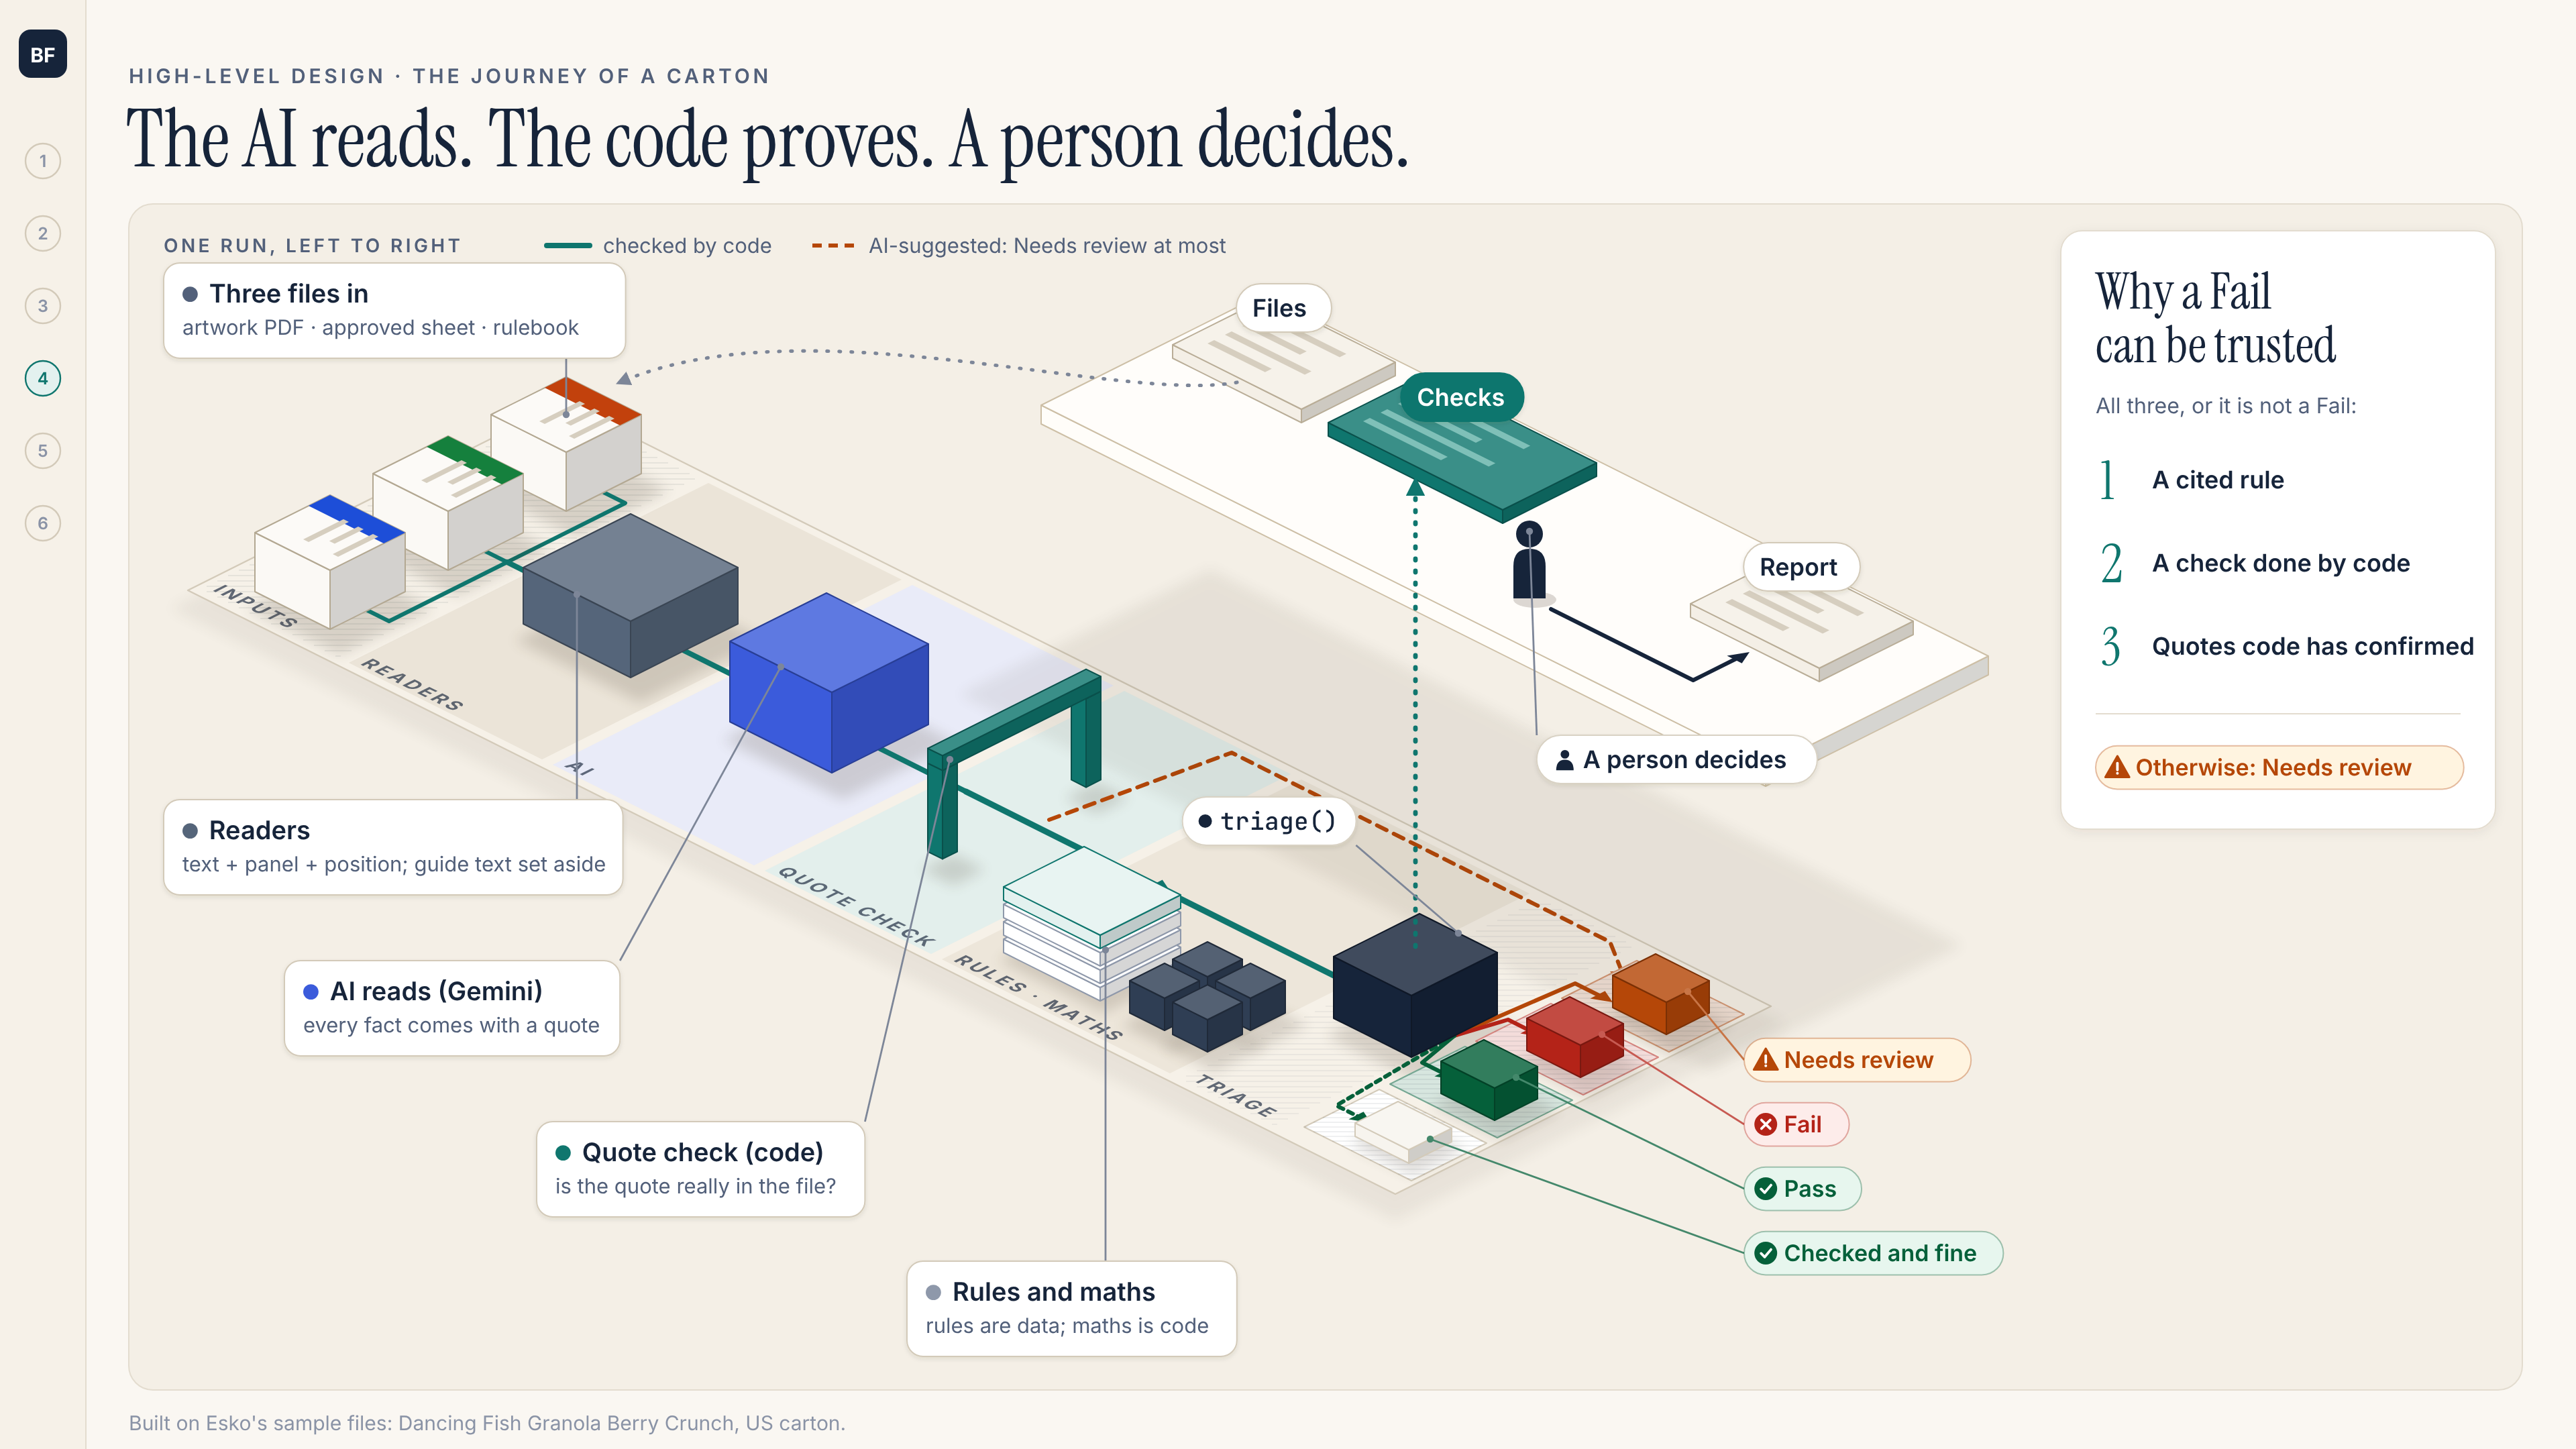 BF
1
2
3
4
5
6
HIGH-LEVEL DESIGN · THE JOURNEY OF A CARTON
The AI reads. The code proves. A person decides.
ONE RUN, LEFT TO RIGHT
checked by code
AI-suggested: Needs review at most
Three files in
artwork PDF · approved sheet · rulebook
Files
Checks
Report
A person decides
INPUTS
READERS
AI
QUOTE CHECK
RULES · MATHS
TRIAGE
Readers
text + panel + position; guide text set aside
AI reads (Gemini)
every fact comes with a quote
Quote check (code)
is the quote really in the file?
Rules and maths
rules are data; maths is code
triage()
Needs review
Fail
Pass
Checked and fine
Why a Fail
can be trusted
All three, or it is not a Fail:
1 A cited rule
2 A check done by code
3 Quotes code has confirmed
Otherwise: Needs review
Built on Esko's sample files: Dancing Fish Granola Berry Crunch, US carton.